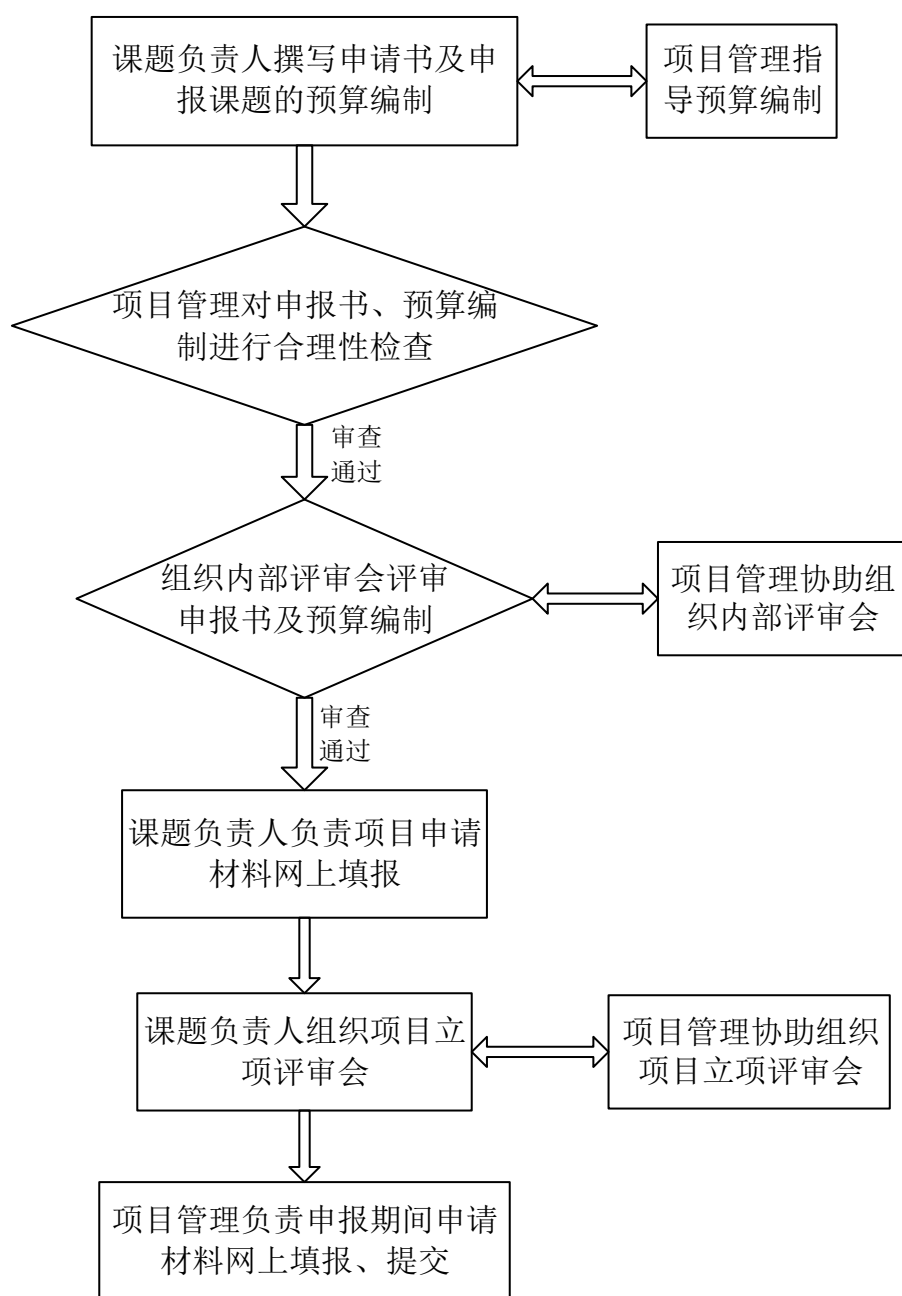 课题负责人撰写申请书及申
报课题的预算编制
项目管理指
导预算编制
项目管理对申报书、预算编
制进行合理性检查
审查
通过
组织内部评审会评审
申报书及预算编制
项目管理协助组
织内部评审会
审查
通过
课题负责人负责项目申请
材料网上填报
课题负责人组织项目立
项评审会
项目管理协助组织
项目立项评审会
项目管理负责申报期间申请
材料网上填报、提交